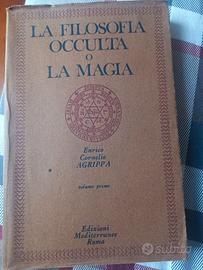 LA FILOSOFIA
OCCULTA
O
LA MAGIA
Enrico
Cornelio
AGRIPPA
volume primo
Edizioni
Mediterranee
Roma
subito